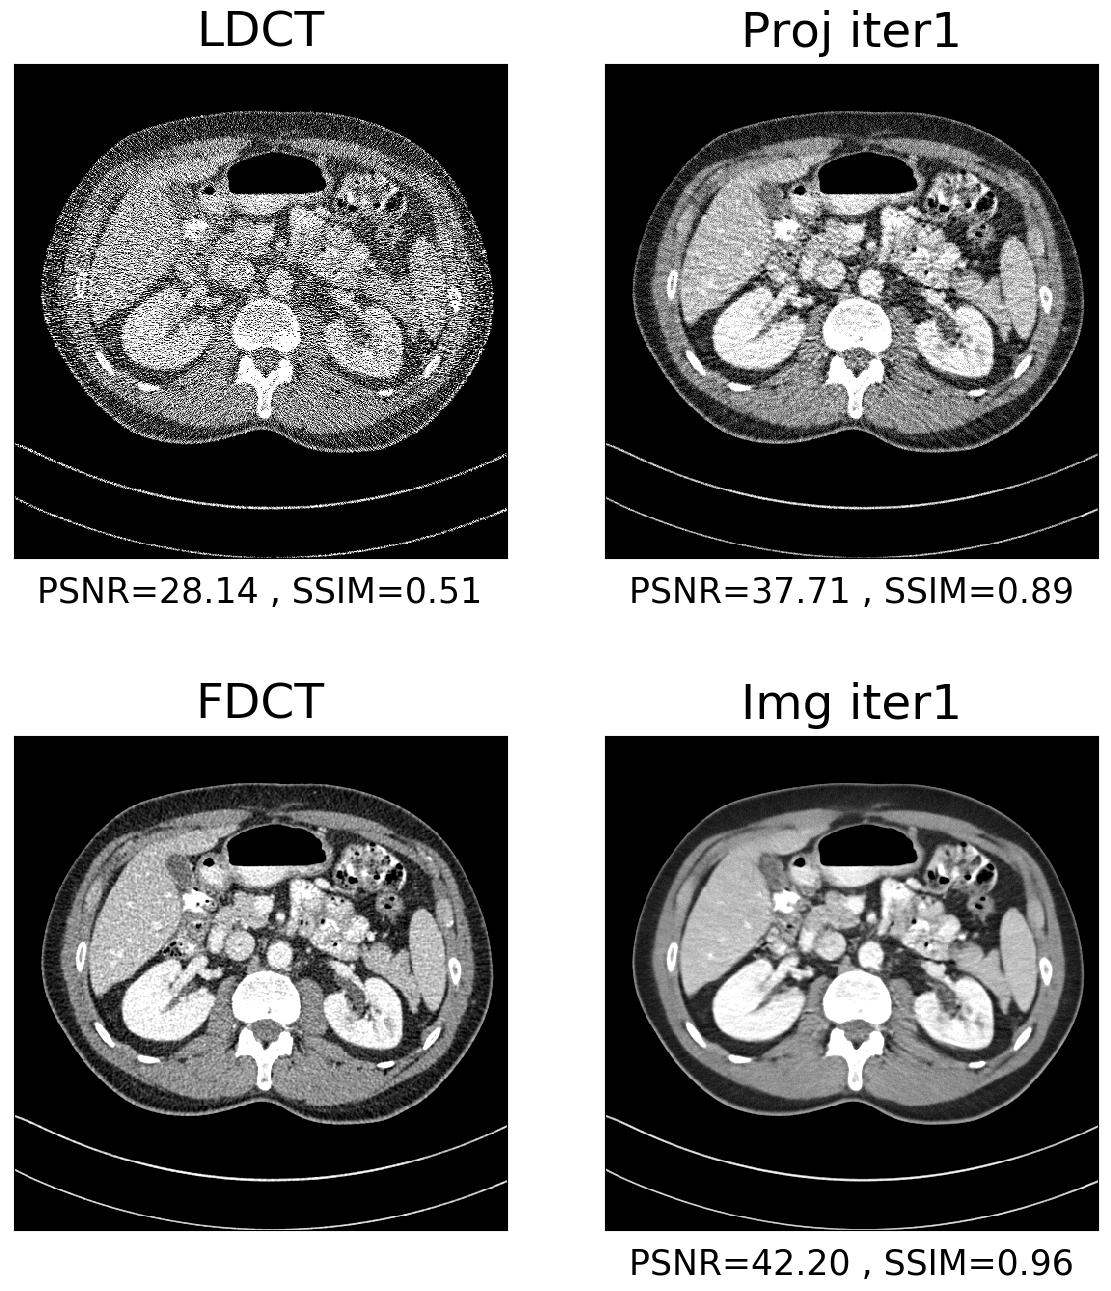 LDCT
Proj iter1
PSNR=28.14 , SSIM=0.51
PSNR=37.71 , SSIM=0.89
FDCT
Img iter1
PSNR=42.20 , SSIM=0.96